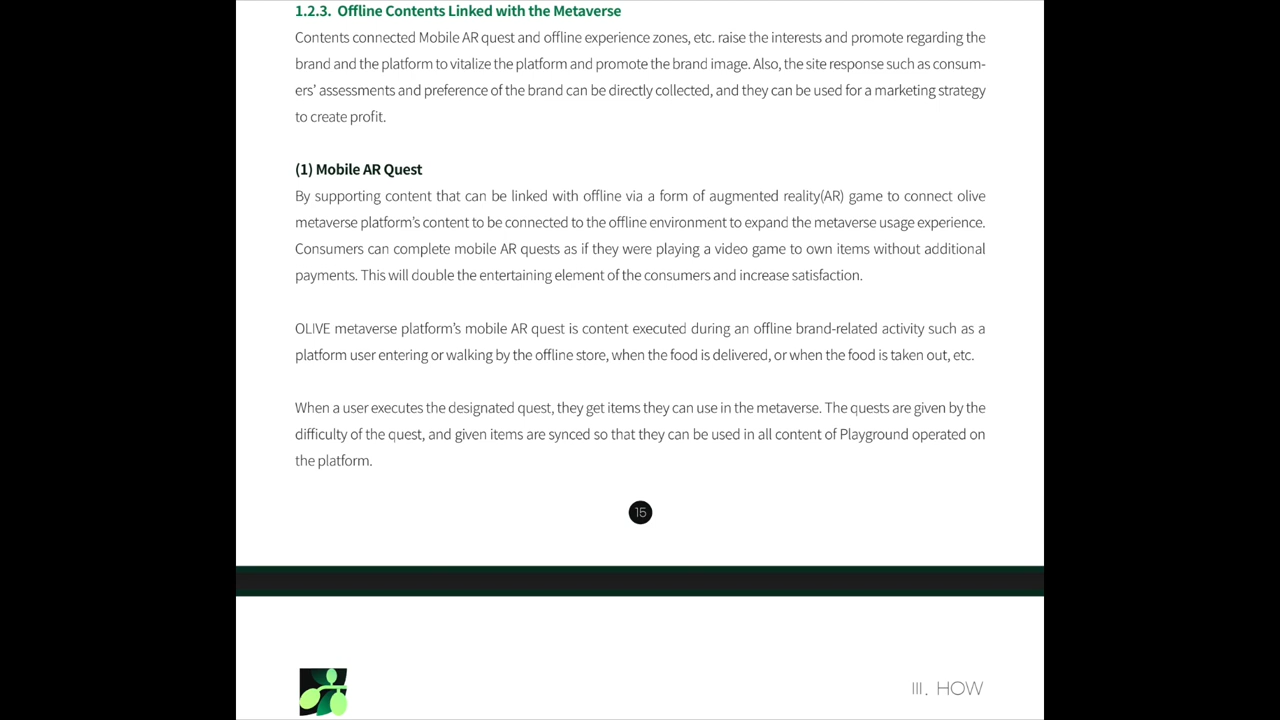 1.2.3. Offline Contents Linked with the Metaverse
Contents connected Mobile AR quest and offline experience zones, etc. raise the interests and promote regarding the
brand and the platform to vitalize the platform and promote the brand image. Also, the site response such as consum-
ers’ assessments and preference of the brand can be directly collected, and they can be used for a marketing strategy
to create profit.
(1) Mobile AR Quest
By supporting content that can be linked with offline via a form of augmented reality(AR) game to connect olive
metaverse platform’s content to be connected to the offline environment to expand the metaverse usage experience.
Consumers can complete mobile AR quests as if they were playing a video game to own items without additional
payments. This will double the entertaining element of the consumers and increase satisfaction.
OLIVE metaverse platform’s mobile AR quest is content executed during an offline brand-related activity such as a
platform user entering or walking by the offline store, when the food is delivered, or when the food is taken out, etc.
When a user executes the designated quest, they get items they can use in the metaverse. The quests are given by the
difficulty of the quest, and given items are synced so that they can be used in all content of Playground operated on
the platform.
15
III. HOW